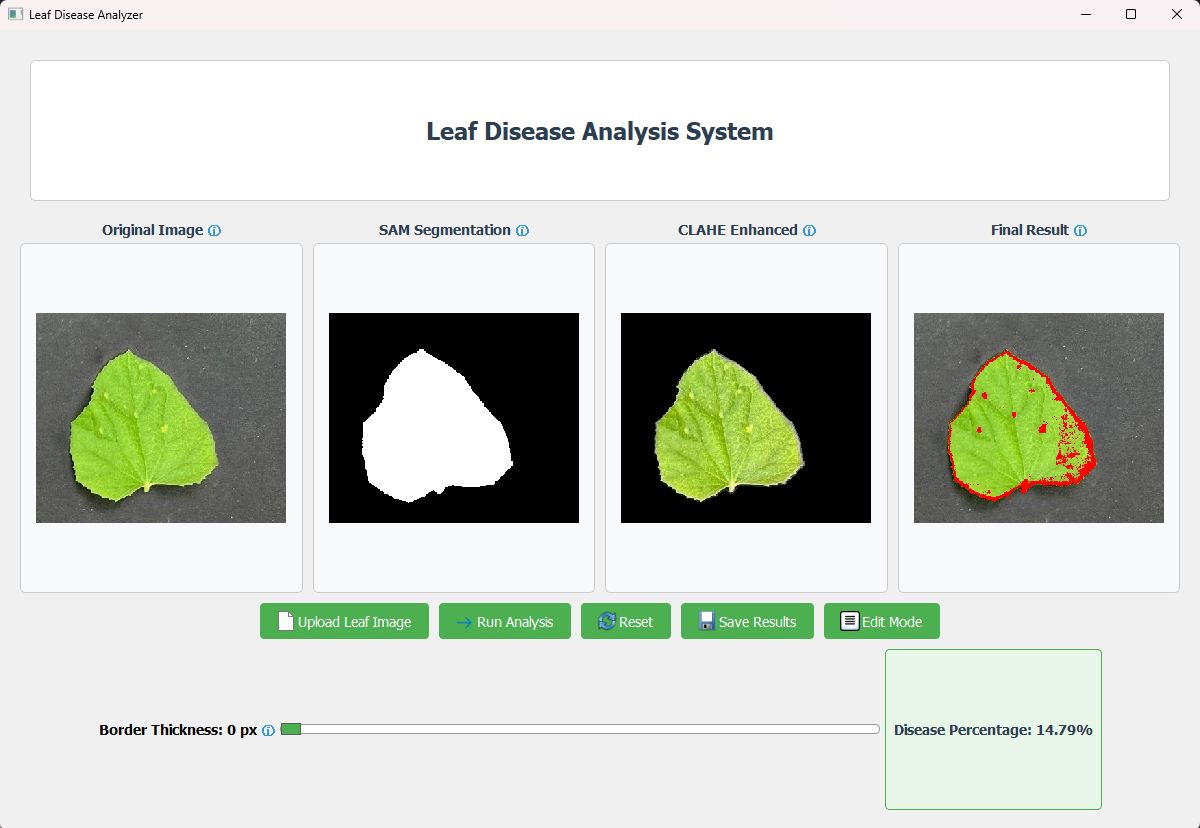 Leaf Disease Analyzer
Leaf Disease Analysis System
Original Image ⓘ
SAM Segmentation ⓘ
CLAHE Enhanced ⓘ
Final Result ⓘ
Upload Leaf Image
→ Run Analysis
Reset
Save Results
Edit Mode
Border Thickness: 0 px ⓘ
Disease Percentage: 14.79%